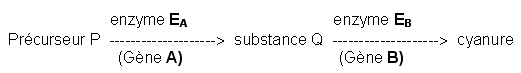 enzyme EA enzyme EB
Précurseur P --------------------> substance Q --------------------> cyanure
(Gène A) (Gène B)